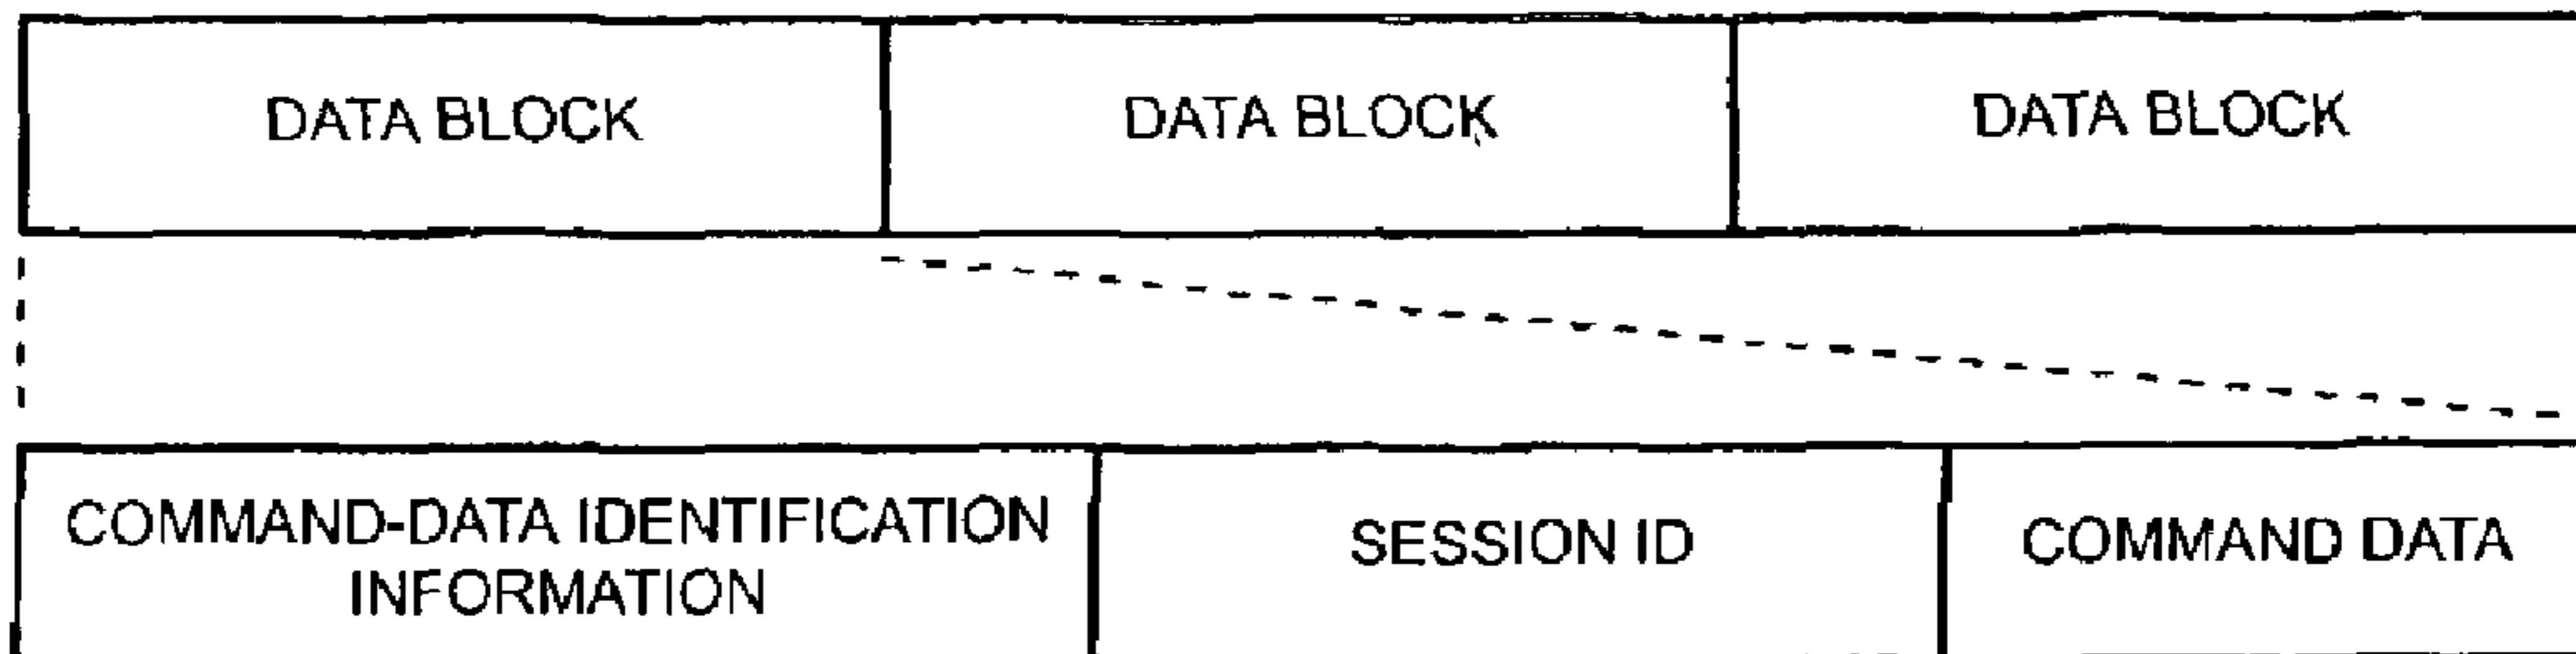 DATA BLOCK
DATA BLOCK
DATA BLOCK
COMMAND-DATA IDENTIFICATION
INFORMATION
SESSION ID
COMMAND DATA